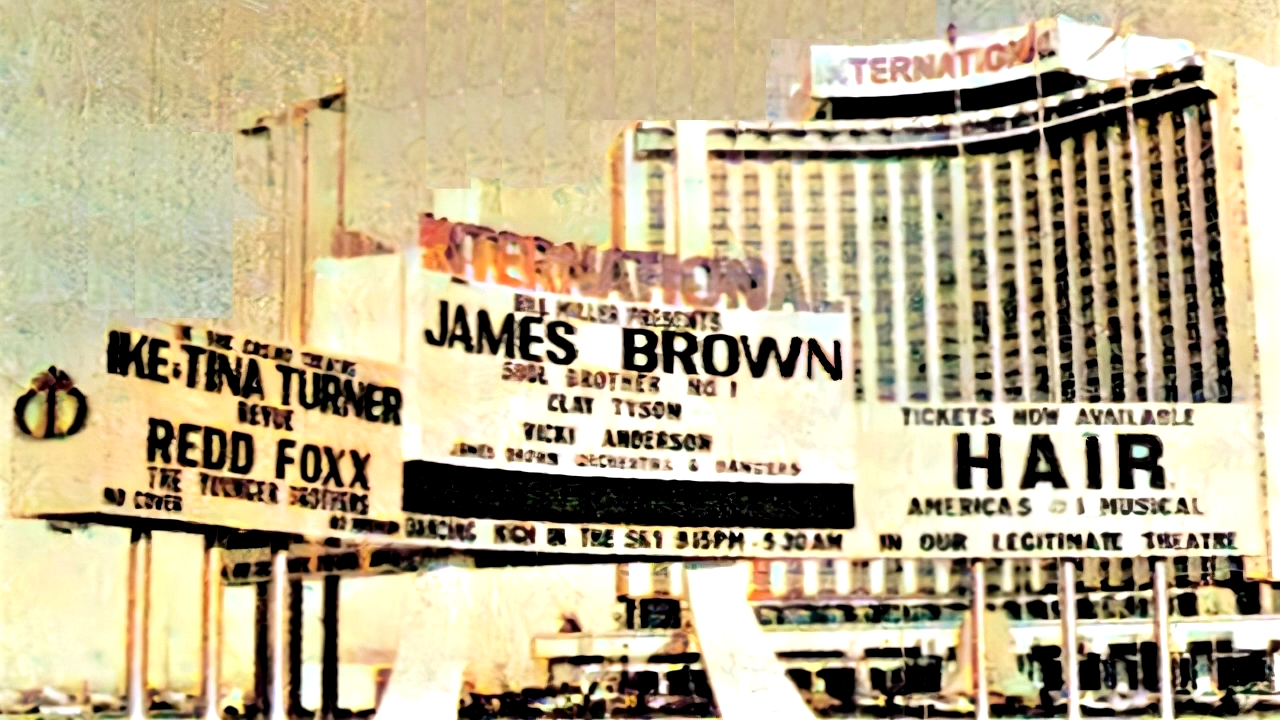 INTERNATIONAL
IN THE CASINO THEATRE
IKE & TINA TURNER
REVUE
REDD FOXX
THE YOUNGER BROTHERS
NO COVER
INTERNATIONAL
BILL MILLER PRESENTS
JAMES BROWN
SOUL BROTHER NO 1
CLAY TYSON
VICKI ANDERSON
JAMES BROWN ORCHESTRA & DANCERS
DANCING HIGH IN THE SKY 9:15PM - 5:30AM
TICKETS NOW AVAILABLE
HAIR
AMERICAS #1 MUSICAL
IN OUR LEGITIMATE THEATRE